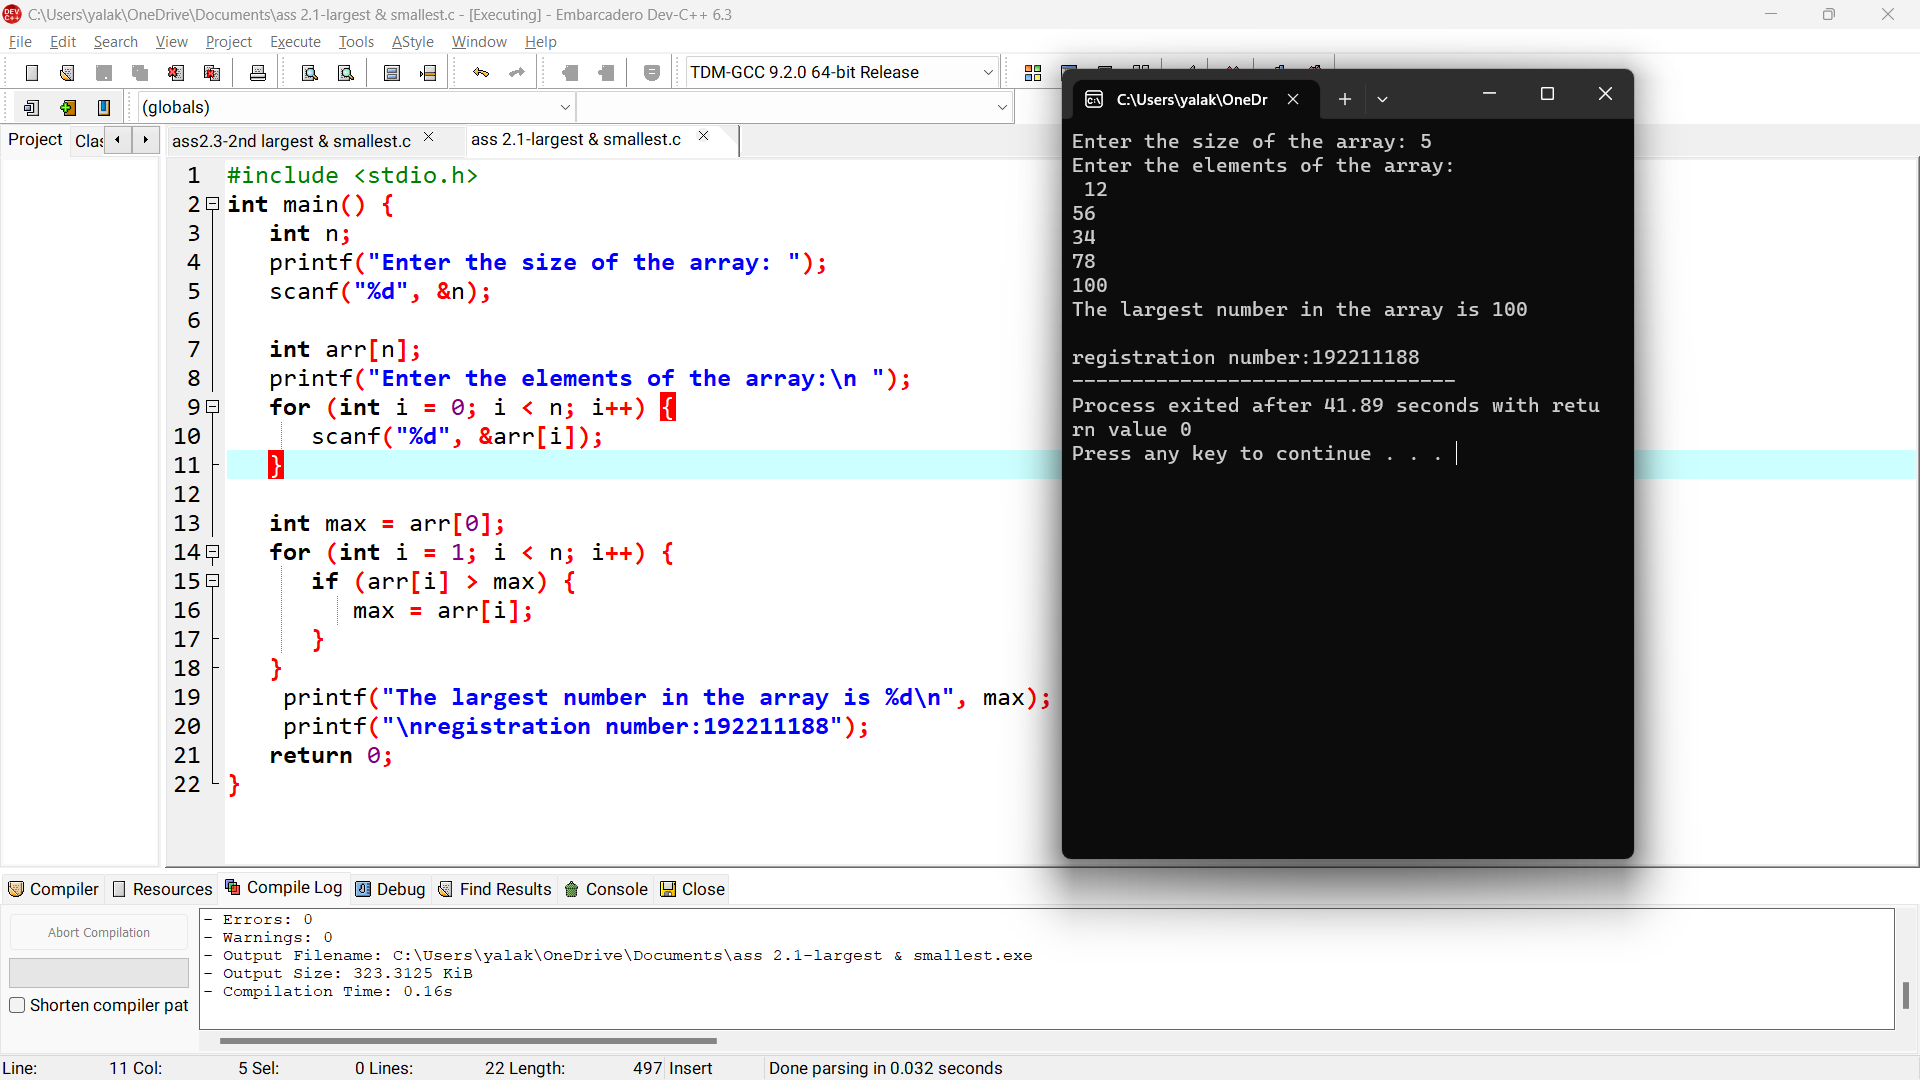 C:\Users\yalak\OneDrive\Documents\ass 2.1-largest & smallest.c - [Executing] - Embarcadero Dev-C++ 6.3
File Edit Search View Project Execute Tools AStyle Window Help
TDM-GCC 9.2.0 64-bit Release
(globals)
Project Clas ass2.3-2nd largest & smallest.c ass 2.1-largest & smallest.c
1 #include <stdio.h>
2 int main() {
3 int n;
4 printf("Enter the size of the array: ");
5 scanf("%d", &n);
6
7 int arr[n];
8 printf("Enter the elements of the array:\n ");
9 for (int i = 0; i < n; i++) {
10 scanf("%d", &arr[i]);
11 }
12
13 int max = arr[0];
14 for (int i = 1; i < n; i++) {
15 if (arr[i] > max) {
16 max = arr[i];
17 }
18 }
19 printf("The largest number in the array is %d\n", max);
20 printf("\nregistration number:192211188");
21 return 0;
22 }
C:\Users\yalak\OneDr
Enter the size of the array: 5
Enter the elements of the array:
12
56
34
78
100
The largest number in the array is 100
registration number:192211188
--------------------------------
Process exited after 41.89 seconds with retu
rn value 0
Press any key to continue . . .
Compiler Resources Compile Log Debug Find Results Console Close
Abort Compilation
Shorten compiler pat
- Errors: 0
- Warnings: 0
- Output Filename: C:\Users\yalak\OneDrive\Documents\ass 2.1-largest & smallest.exe
- Output Size: 323.3125 KiB
- Compilation Time: 0.16s
Line: 11 Col: 5 Sel: 0 Lines: 22 Length: 497 Insert Done parsing in 0.032 seconds